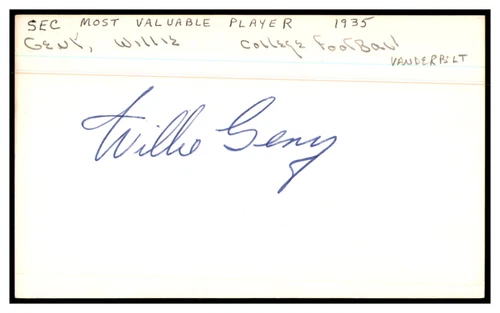 SEC MOST VALUABLE PLAYER 1935
Geny, Willie College Football
VANDERBILT
Willie Geny